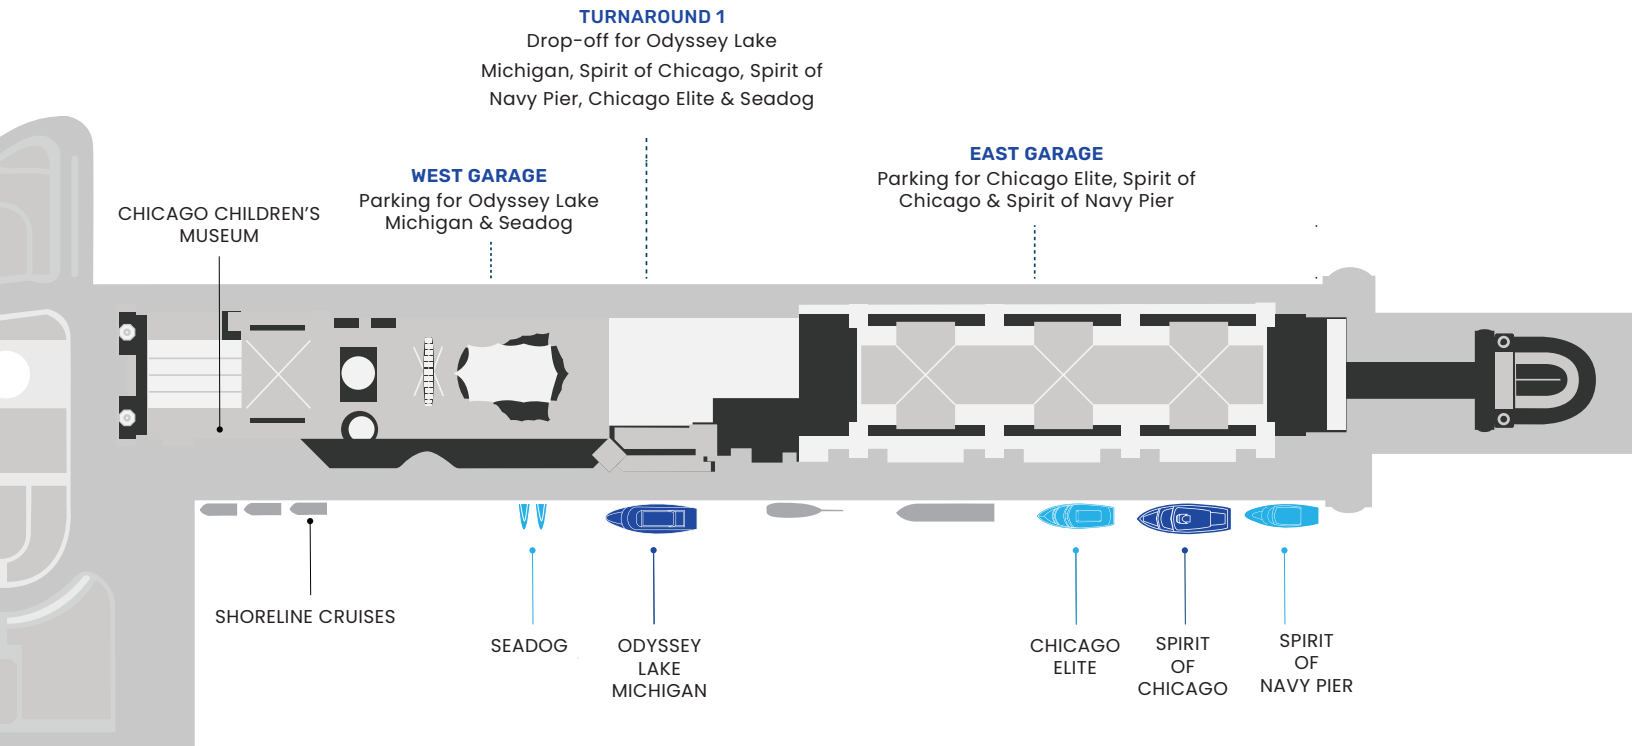 TURNAROUND 1
Drop-off for Odyssey Lake
Michigan, Spirit of Chicago, Spirit of
Navy Pier, Chicago Elite & Seadog
EAST GARAGE
Parking for Chicago Elite, Spirit of
Chicago & Spirit of Navy Pier
WEST GARAGE
Parking for Odyssey Lake
Michigan & Seadog
CHICAGO CHILDREN'S
MUSEUM
SHORELINE CRUISES
SEADOG
ODYSSEY
LAKE
MICHIGAN
CHICAGO
ELITE
SPIRIT
OF
CHICAGO
SPIRIT
OF
NAVY PIER